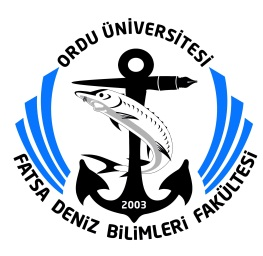 ORDU ÜNİVERSİTESİ
2003
FATSA DENİZ BİLİMLERİ FAKÜLTESİ